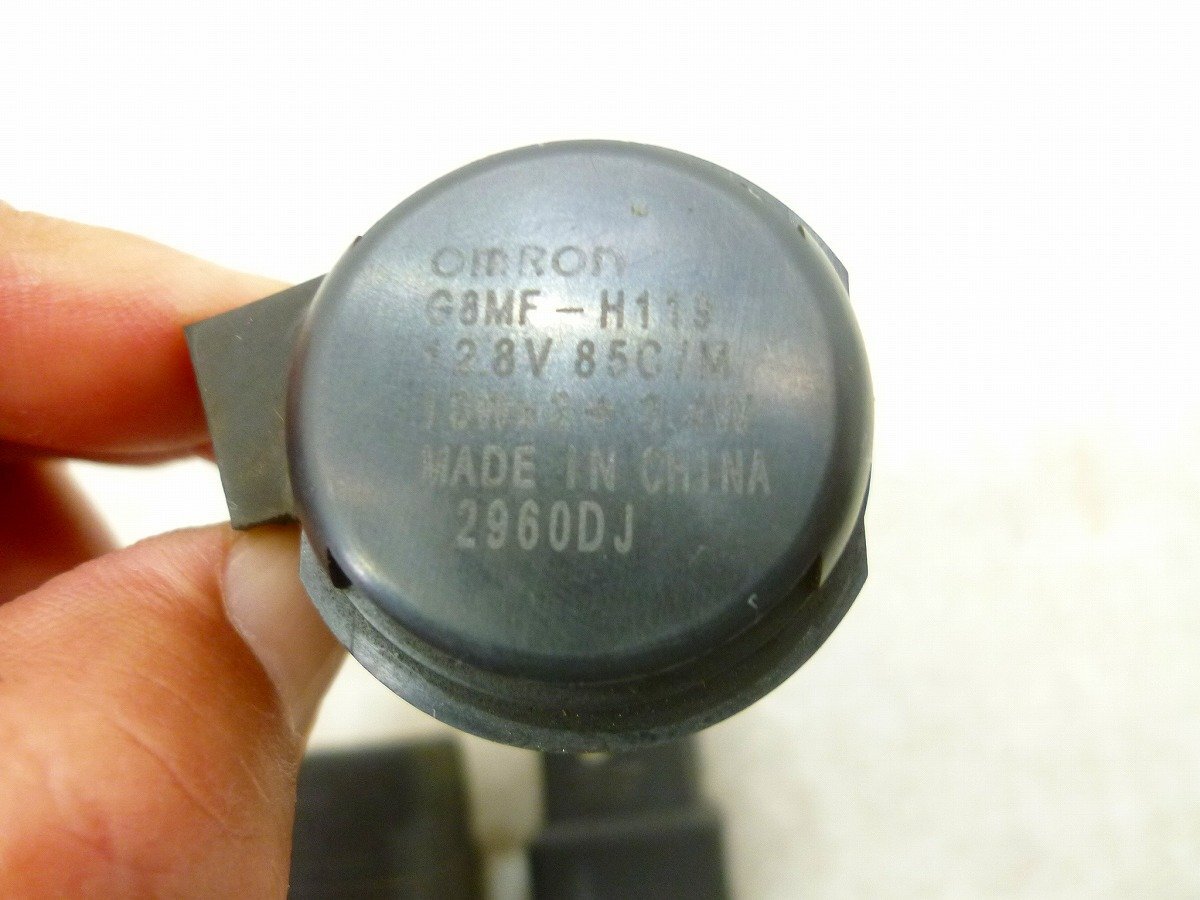 omRon
G8MF-H119
12.8V 85C/M
MADE IN CHINA
2960DJ